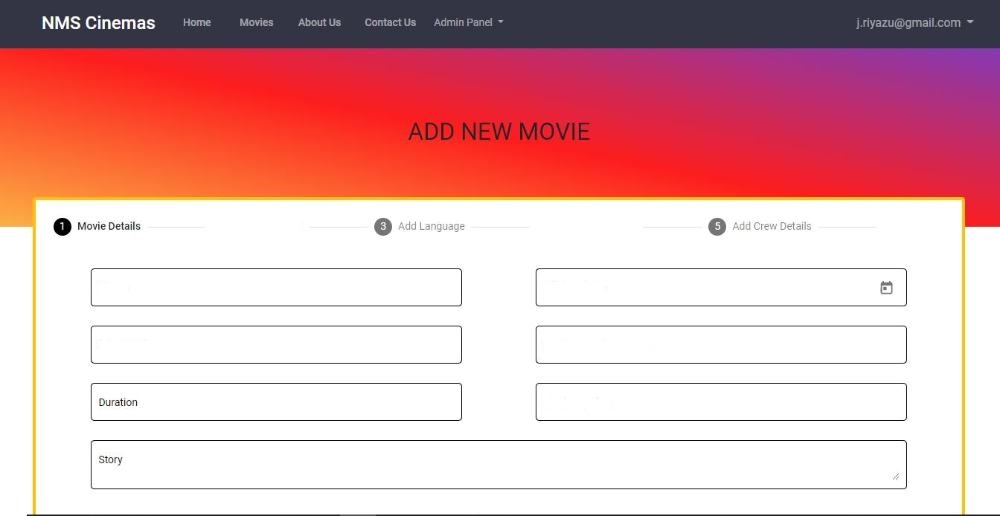 NMS Cinemas Home Movies About Us Contact Us Admin Panel j.riyazu@gmail.com
ADD NEW MOVIE
1 Movie Details 3 Add Language 5 Add Crew Details
Duration
Story